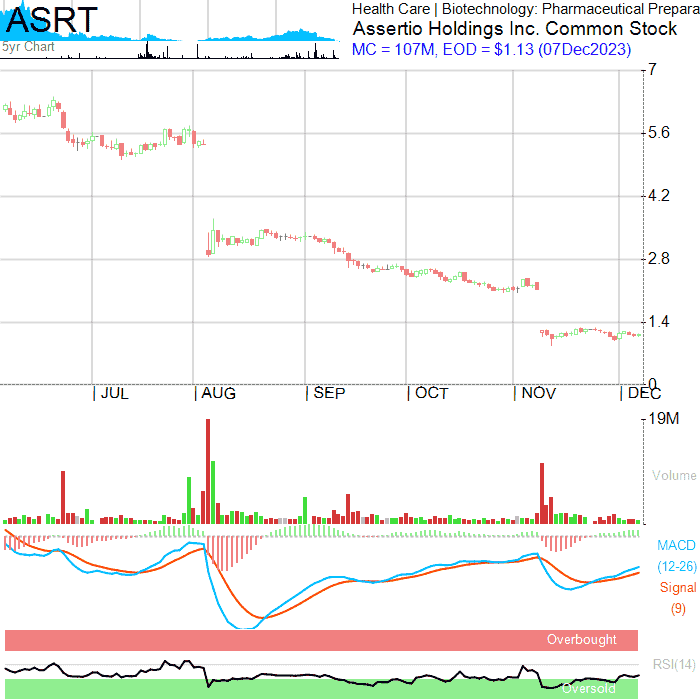 ASRT
5yr Chart
Health Care | Biotechnology: Pharmaceutical Prepara
Assertio Holdings Inc. Common Stock
MC = 107M, EOD = $1.13 (07Dec2023)
7
5.6
4.2
2.8
1.4
0
JUL
AUG
SEP
OCT
NOV
DEC
19M
Volume
MACD
(12-26)
Signal
(9)
Overbought
RSI(14)
Oversold